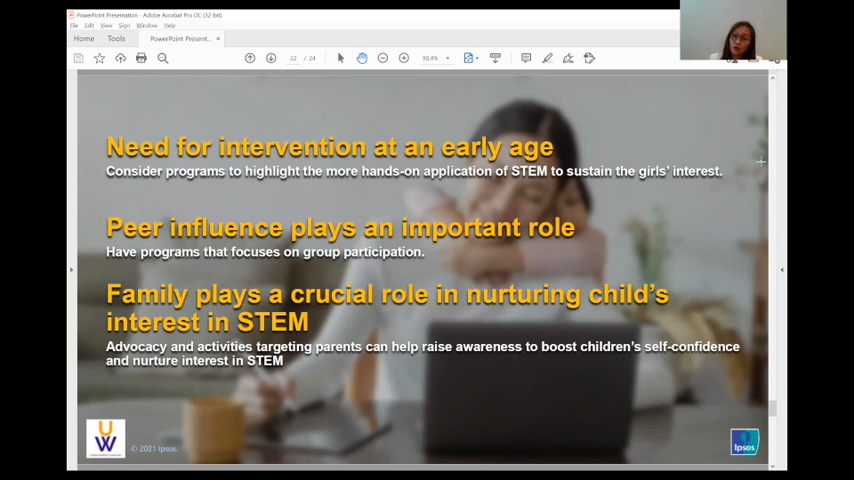 PowerPoint Presentation - Adobe Acrobat Pro DC (32-bit)
File Edit View Sign Window Help
Home Tools PowerPoint Present... ×
22 / 24
Need for intervention at an early age
Consider programs to highlight the more hands-on application of STEM to sustain the girls' interest.
Peer influence plays an important role
Have programs that focuses on group participation.
Family plays a crucial role in nurturing child's
interest in STEM
Advocacy and activities targeting parents can help raise awareness to boost children's self-confidence
and nurture interest in STEM
UW
© 2021 Ipsos.
Ipsos